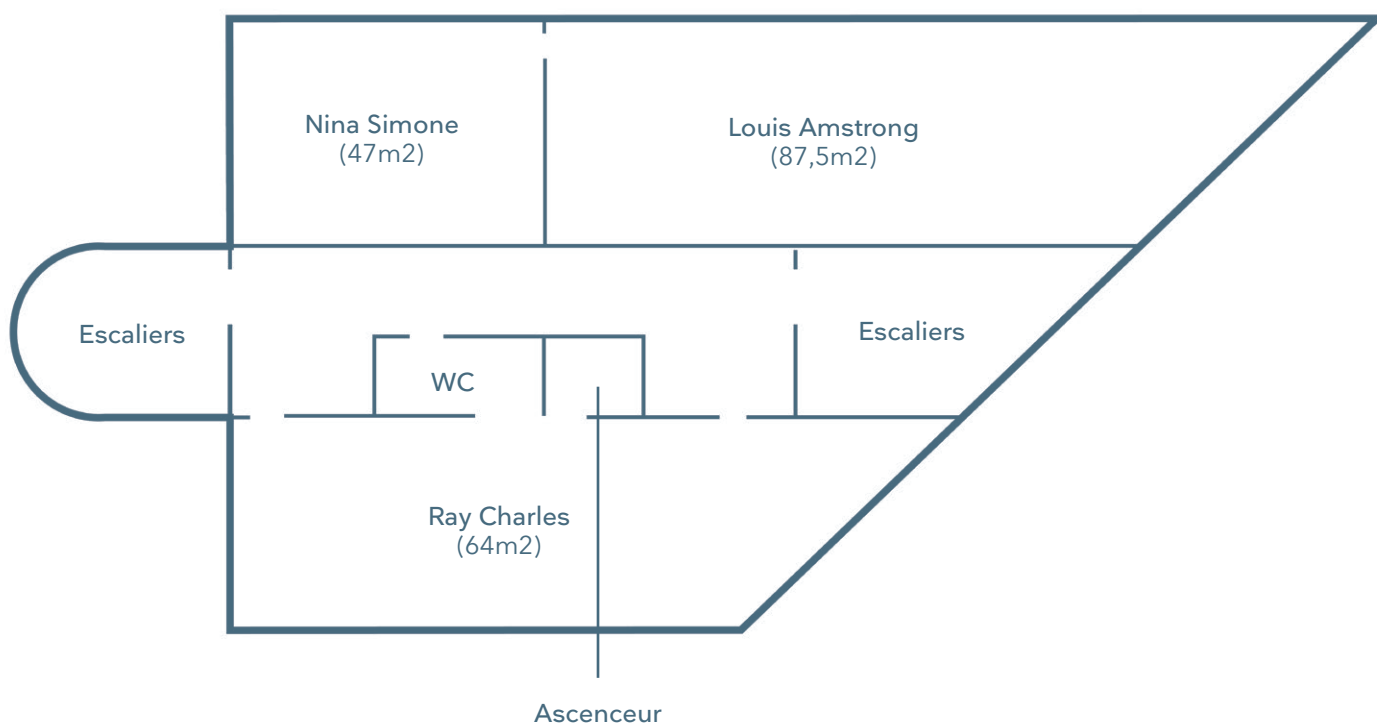 Nina Simone
(47m2)
Louis Amstrong
(87,5m2)
Escaliers
Escaliers
WC
Ray Charles
(64m2)
Ascenceur